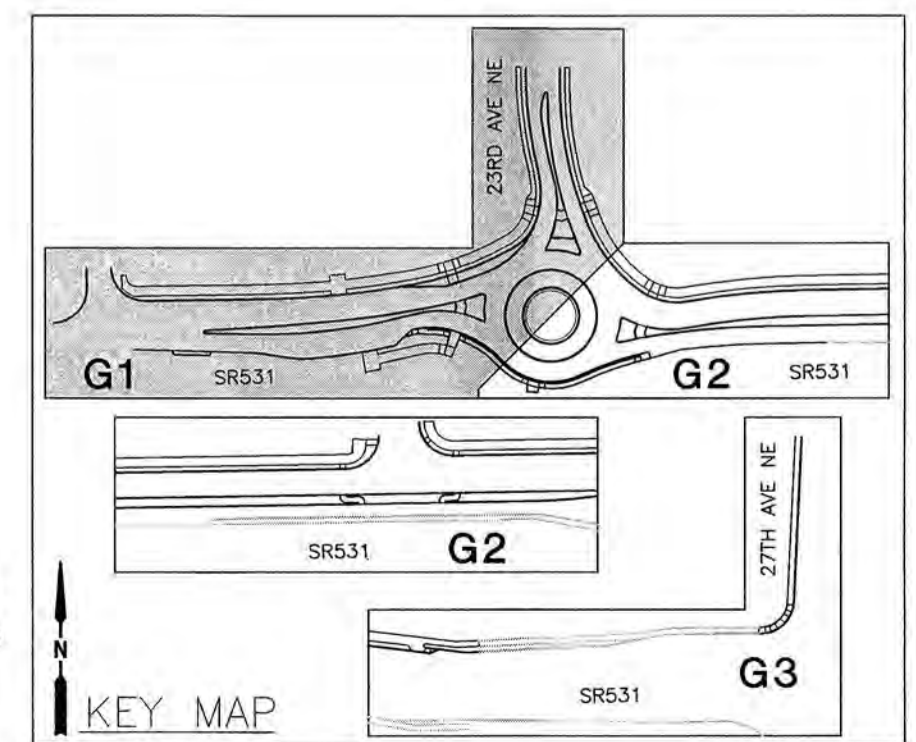 23RD AVE NE
G1
SR531
G2
SR531
SR531
G2
27TH AVE NE
G3
SR531
N
KEY MAP